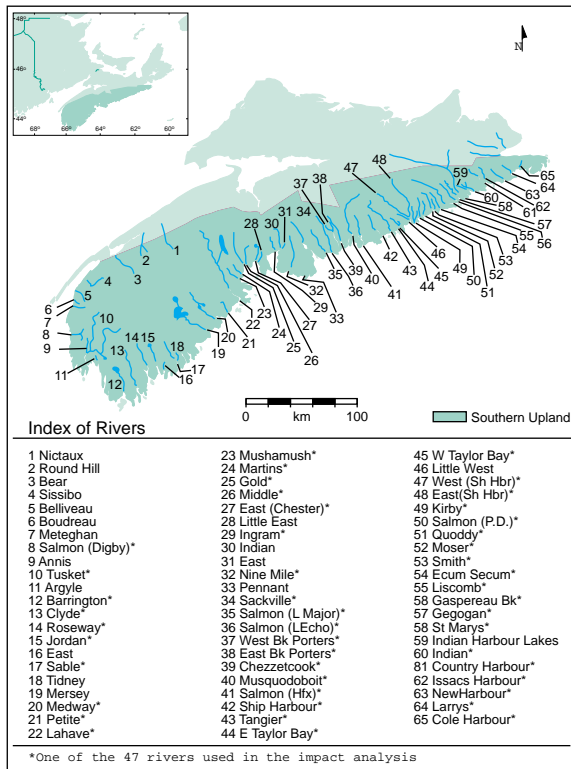 48º
46º
44º
68º
66º
64º
60º
N
48
47
59
38
37
31
34
30
28
65
64
63
62
61
60
58
57
56
55
54
53
52
51
50
49
46
45
44
43
42
41
40
39
36
35
33
32
29
27
26
25
24
23
22
21
20
19
18
17
16
14 15
13
12
11
10
9
8
7
6
5
4
3
2
1
0
km
100
Southern Upland
Index of Rivers
1 Nictaux
2 Round Hill
3 Bear
4 Sissibo
5 Belliveau
6 Boudreau
7 Meteghan
8 Salmon (Digby)*
9 Annis
10 Tusket*
11 Argyle
12 Barrington*
13 Clyde*
14 Roseway*
15 Jordan*
16 East
17 Sable*
18 Tidney
19 Mersey
20 Medway*
21 Petite*
22 Lahave*
23 Mushamush*
24 Martins*
25 Gold*
26 Middle*
27 East (Chester)*
28 Little East
29 Ingram*
30 Indian
31 East
32 Nine Mile*
33 Pennant
34 Sackville*
35 Salmon (L Major)*
36 Salmon (LEcho)*
37 West Bk Porters*
38 East Bk Porters*
39 Chezzetcook*
40 Musquodoboit*
41 Salmon (Hfx)*
42 Ship Harbour*
43 Tangier*
44 E Taylor Bay*
45 W Taylor Bay*
46 Little West
47 West (Sh Hbr)*
48 East(Sh Hbr)*
49 Kirby*
50 Salmon (P.D.)*
51 Quoddy*
52 Moser*
53 Smith*
54 Ecum Secum*
55 Liscomb*
58 Gaspereau Bk*
57 Gegogan*
58 St Marys*
59 Indian Harbour Lakes
60 Indian*
81 Country Harbour*
62 Issacs Harbour*
63 NewHarbour*
64 Larrys*
65 Cole Harbour*
*One of the 47 rivers used in the impact analysis